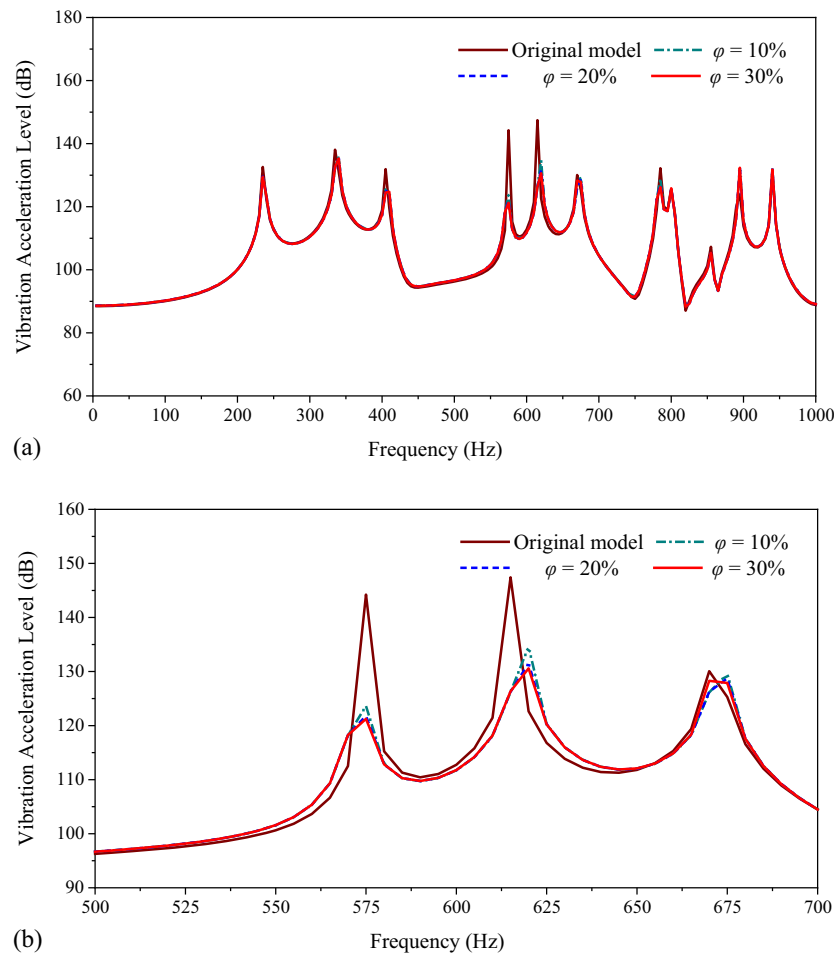 180
160
140
120
100
80
60
Vibration Acceleration Level (dB)
Original model
φ = 10%
φ = 20%
φ = 30%
0 100 200 300 400 500 600 700 800 900 1000
(a)
Frequency (Hz)
160
150
140
130
120
110
100
90
Vibration Acceleration Level (dB)
Original model
φ = 10%
φ = 20%
φ = 30%
500 525 550 575 600 625 650 675 700
(b)
Frequency (Hz)